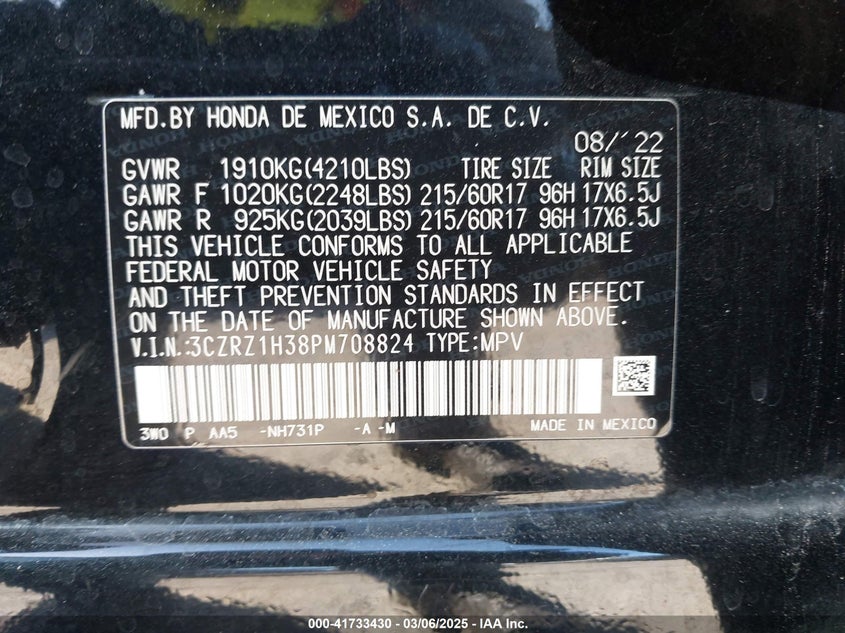 MFD.BY HONDA DE MEXICO S.A. DE C.V.
08/'22
GVWR 1910KG(4210LBS) TIRE SIZE RIM SIZE
GAWR F 1020KG(2248LBS) 215/60R17 96H 17X6.5J
GAWR R 925KG(2039LBS) 215/60R17 96H 17X6.5J
THIS VEHICLE CONFORMS TO ALL APPLICABLE
FEDERAL MOTOR VEHICLE SAFETY
AND THEFT PREVENTION STANDARDS IN EFFECT
ON THE DATE OF MANUFACTURE SHOWN ABOVE.
V.I.N.:3CZRZ1H38PM708824 TYPE:MPV
3W0 P AA5 -NH731P -A -M MADE IN MEXICO
000-41733430 - 03/06/2025 - IAA Inc.